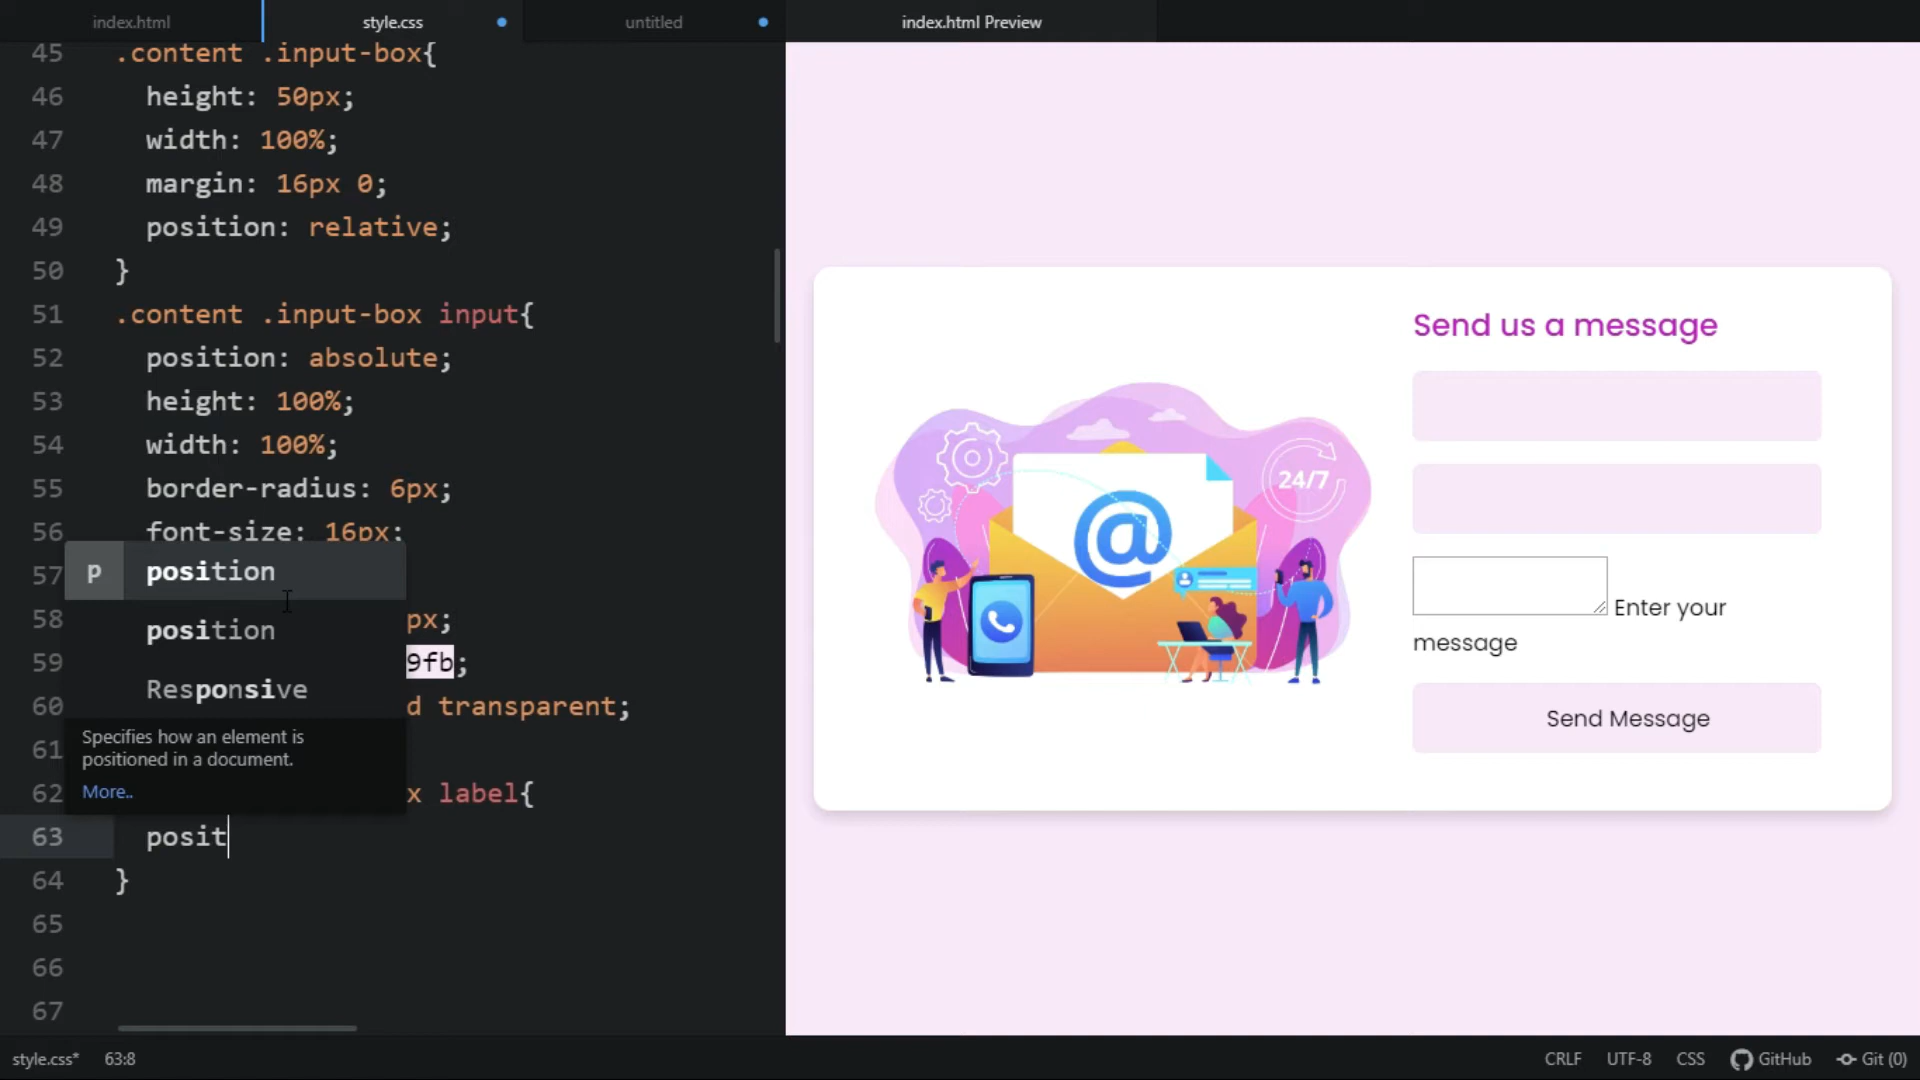 index.html
style.css
untitled
index.html Preview
45 .content .input-box{
46 height: 50px;
47 width: 100%;
48 margin: 16px 0;
49 position: relative;
50 }
51 .content .input-box input{
52 position: absolute;
53 height: 100%;
54 width: 100%;
55 border-radius: 6px;
56 font-size: 16px;
57 p position
position
58 px;
59 9fb;
Responsive
60 d transparent;
61
Specifies how an element is
positioned in a document.
More..
62 x label{
63 posit
64 }
65
66
67
Send us a message
24/7
@
Enter your
message
Send Message
style.css* 63:8
CRLF UTF-8 CSS GitHub Git (0)